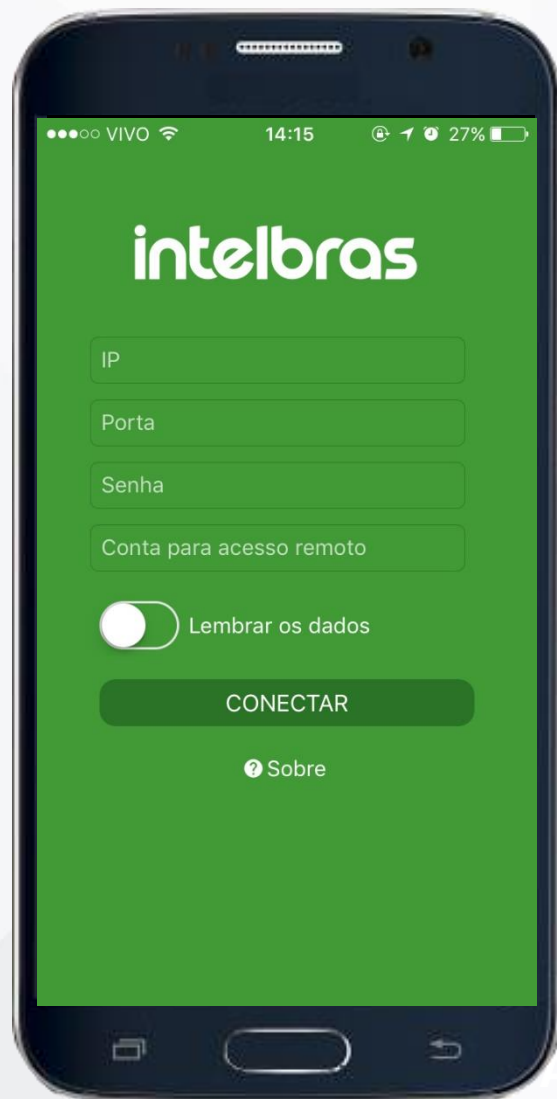 VIVO 14:15 27%
intelbras
IP
Porta
Senha
Conta para acesso remoto
Lembrar os dados
CONECTAR
? Sobre